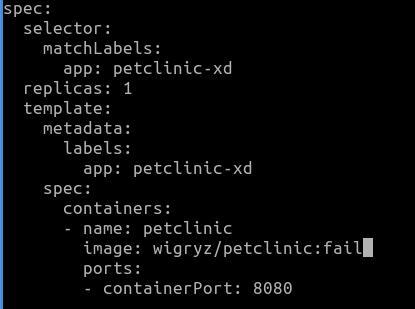 spec:
  selector:
    matchLabels:
      app: petclinic-xd
  replicas: 1
  template:
    metadata:
      labels:
        app: petclinic-xd
    spec:
      containers:
      - name: petclinic
        image: wigryz/petclinic:fail
        ports:
        - containerPort: 8080